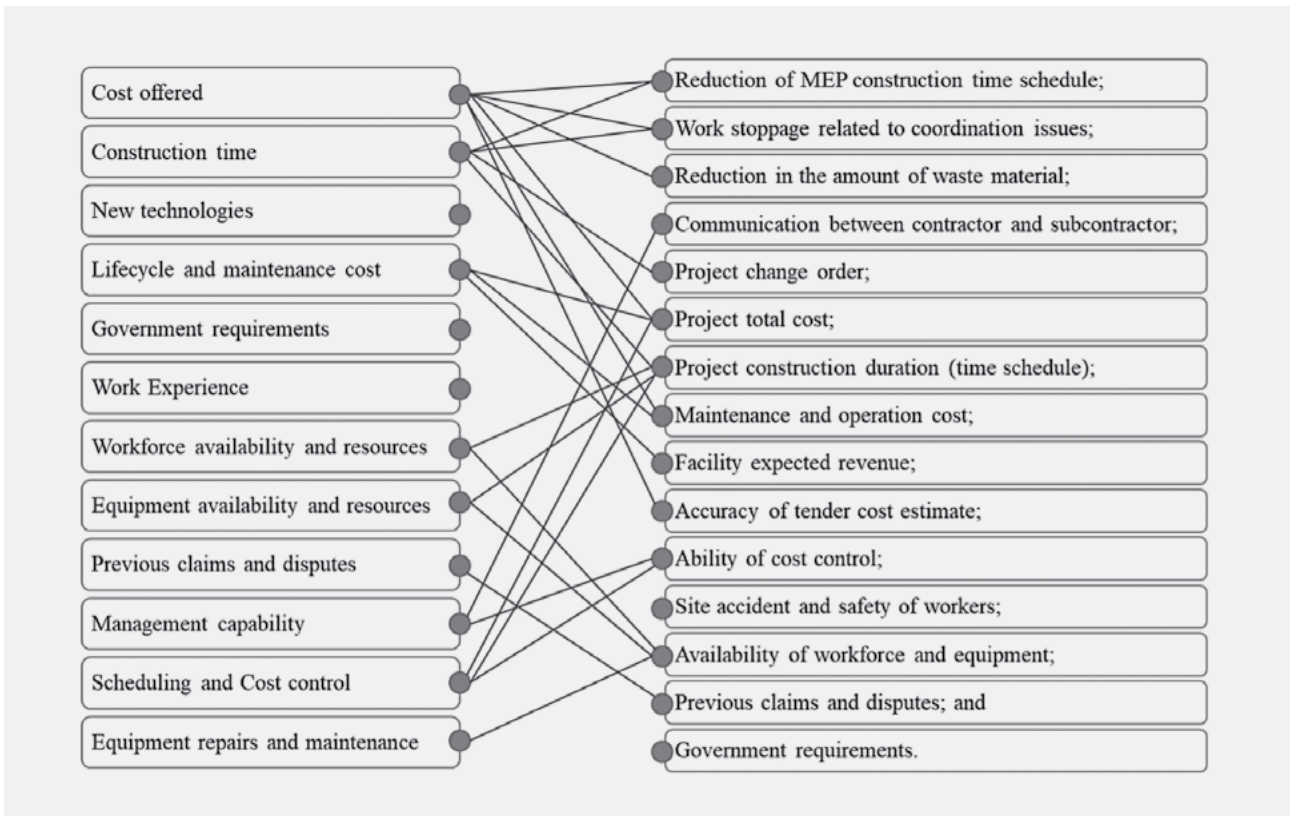 Cost offered
Construction time
New technologies
Lifecycle and maintenance cost
Government requirements
Work Experience
Workforce availability and resources
Equipment availability and resources
Previous claims and disputes
Management capability
Scheduling and Cost control
Equipment repairs and maintenance
Reduction of MEP construction time schedule;
Work stoppage related to coordination issues;
Reduction in the amount of waste material;
Communication between contractor and subcontractor;
Project change order;
Project total cost;
Project construction duration (time schedule);
Maintenance and operation cost;
Facility expected revenue;
Accuracy of tender cost estimate;
Ability of cost control;
Site accident and safety of workers;
Availability of workforce and equipment;
Previous claims and disputes; and
Government requirements.